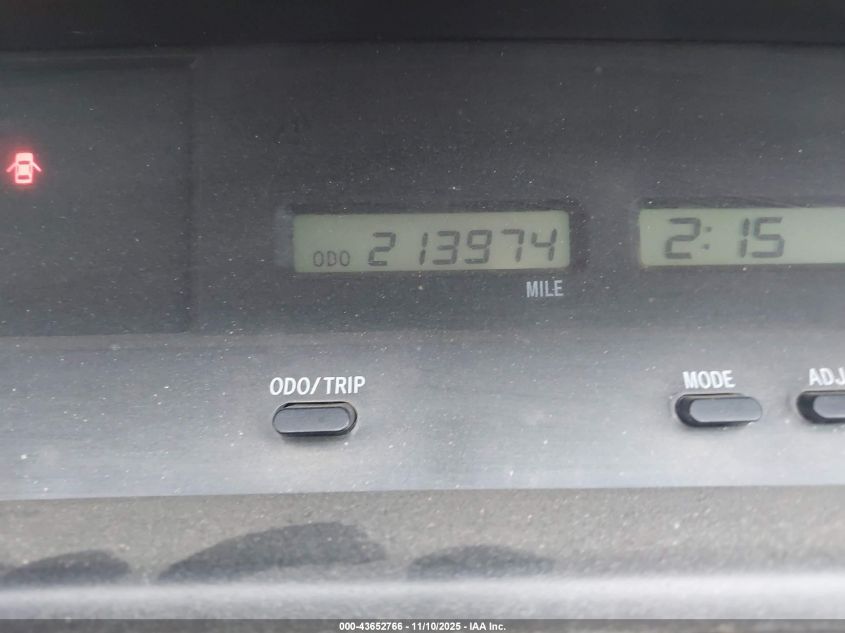 ODO 213974
2:15
MILE
ODO/TRIP
MODE
ADJ
000-43652766 - 11/10/2025 - IAA Inc.